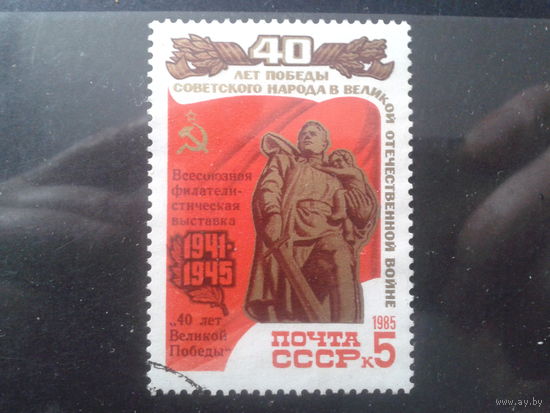 40
ЛЕТ ПОБЕДЫ
СОВЕТСКОГО НАРОДА В ВЕЛИКОЙ ОТЕЧЕСТВЕННОЙ ВОЙНЕ
Всесоюзная
филатели-
стическая
выставка
1941-
1945
„40 лет
Великой
Победы"
1985
ПОЧТА
СССР к5
www.ay.by